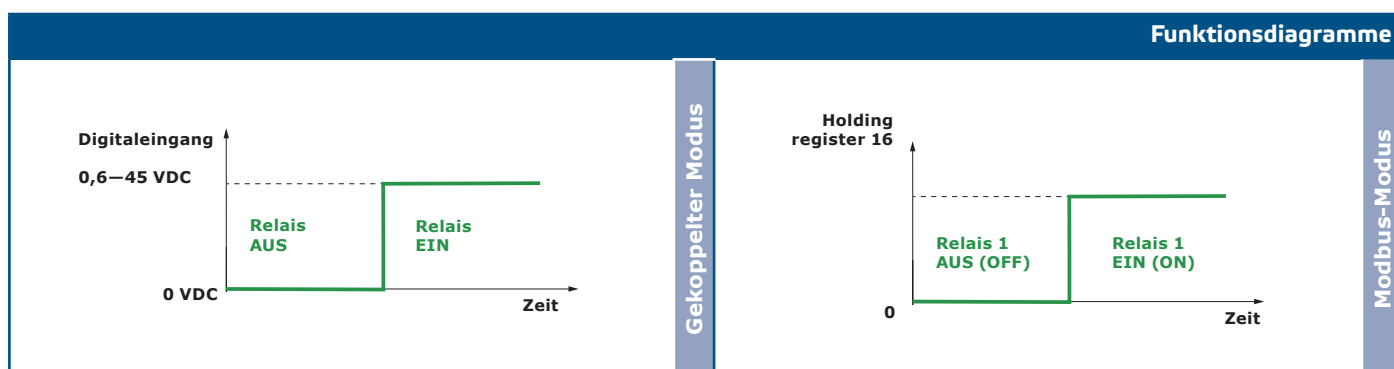 Funktionsdiagramme
Digitaleingang
0,6—45 VDC
Relais
AUS
Relais
EIN
0 VDC
Zeit
Gekoppelter Modus
Holding
register 16
Relais 1
AUS (OFF)
Relais 1
EIN (ON)
0
Zeit
Modbus-Modus